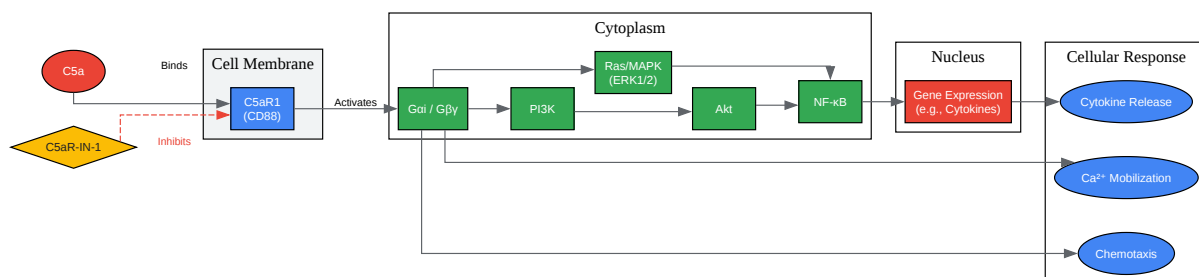 C5a
C5aR-IN-1
Binds
Inhibits
Cell Membrane
C5aR1
(CD88)
Activates
Cytoplasm
Gαi / Gβγ
Ras/MAPK
(ERK1/2)
PI3K
Akt
NF-κB
Nucleus
Gene Expression
(e.g., Cytokines)
Cellular Response
Cytokine Release
Ca²⁺ Mobilization
Chemotaxis